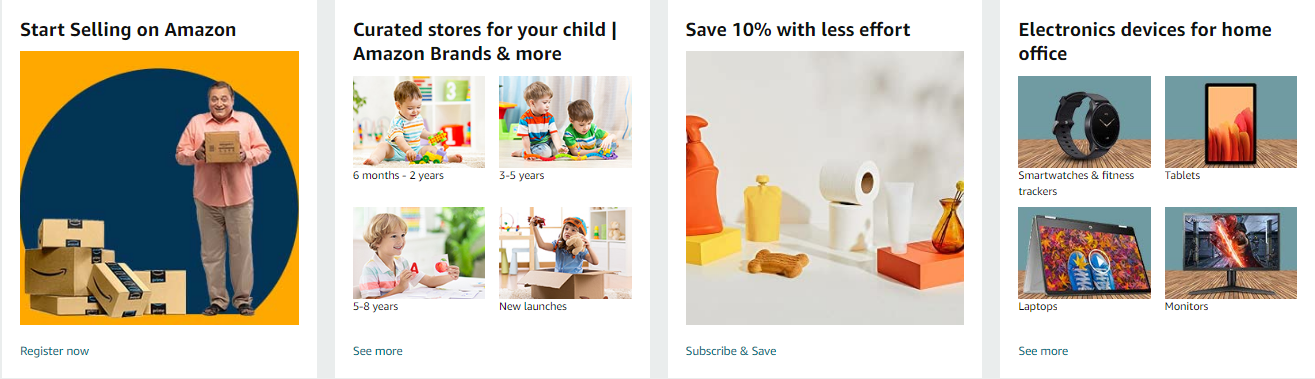 Start Selling on Amazon
Register now
Curated stores for your child |
Amazon Brands & more
3
1
6 months - 2 years
3-5 years
A
5-8 years
New launches
See more
Save 10% with less effort
Subscribe & Save
Electronics devices for home
office
Smartwatches & fitness
trackers
Tablets
Laptops
Monitors
See more